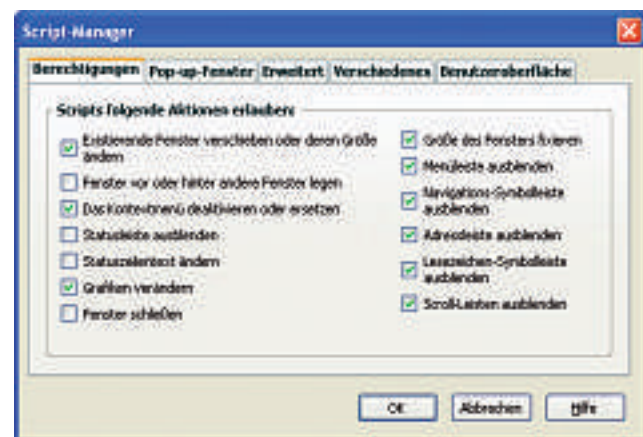 Script-Manager
Berechtigungen Pop-up-Fenster Erweitert Verschiedenes Benutzeroberfläche
Scripts folgende Aktionen erlauben:
Existierende Fenster verschieben oder deren Größe
ändern
Fenster vor oder hinter andere Fenster legen
Das Kontextmenü deaktivieren oder ersetzen
Statusleiste ausblenden
Statuszeilentext ändern
Grafiken verändern
Fenster schließen
Größe des Fensters fixieren
Menüleiste ausblenden
Navigations-Symbolleiste
ausblenden
Adressleiste ausblenden
Lesezeichen-Symbolleiste
ausblenden
Scroll-Leisten ausblenden
OK Abbrechen Hilfe